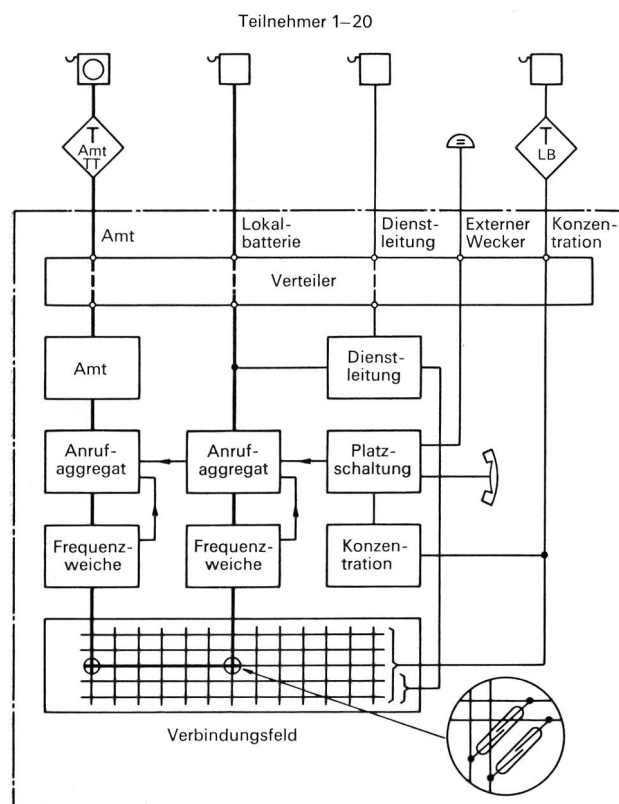 Teilnehmer 1–20
T
Amt
TT
T
LB
Amt
Lokal-
batterie
Dienst-
leitung
Externer
Wecker
Konzen-
tration
Verteiler
Amt
Dienst-
leitung
Anruf-
aggregat
Anruf-
aggregat
Platz-
schaltung
Frequenz-
weiche
Frequenz-
weiche
Konzen-
tration
Verbindungsfeld